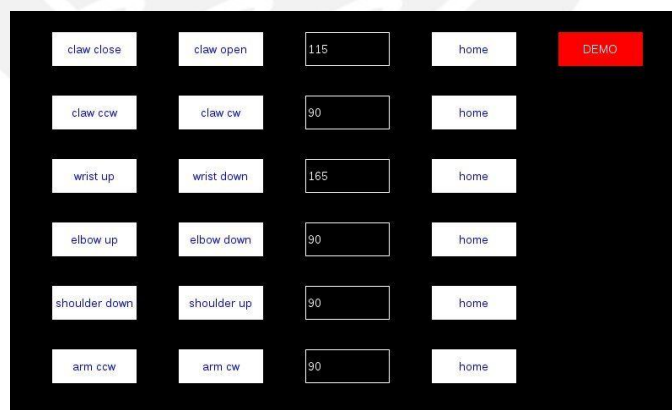 claw close claw open 115 home DEMO
claw ccw claw cw 90 home
wrist up wrist down 165 home
elbow up elbow down 90 home
shoulder down shoulder up 90 home
arm ccw arm cw 90 home